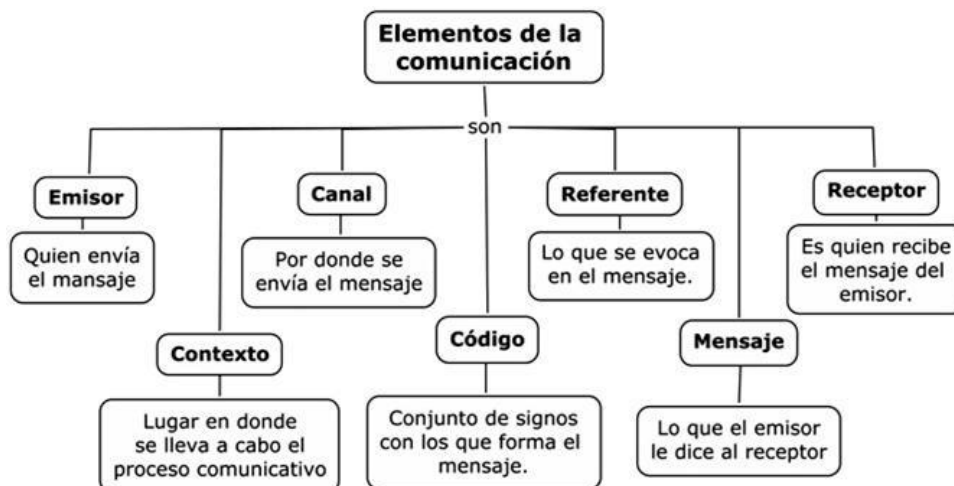 Elementos de la
comunicación
son
Emisor
Quien envía
el mansaje
Contexto
Lugar en donde
se lleva a cabo el
proceso comunicativo
Canal
Por donde se
envía el mensaje
Código
Conjunto de signos
con los que forma el
mensaje.
Referente
Lo que se evoca
en el mensaje.
Mensaje
Lo que el emisor
le dice al receptor
Receptor
Es quien recibe
el mensaje del
emisor.